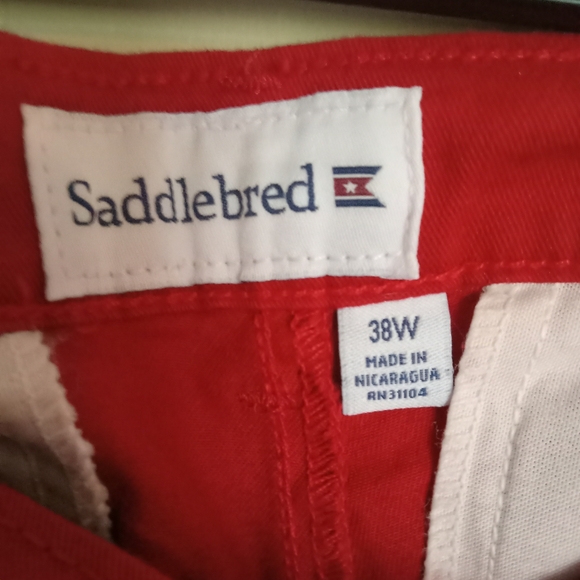 Saddlebred
38W
MADE IN
NICARAGUA
RN31104